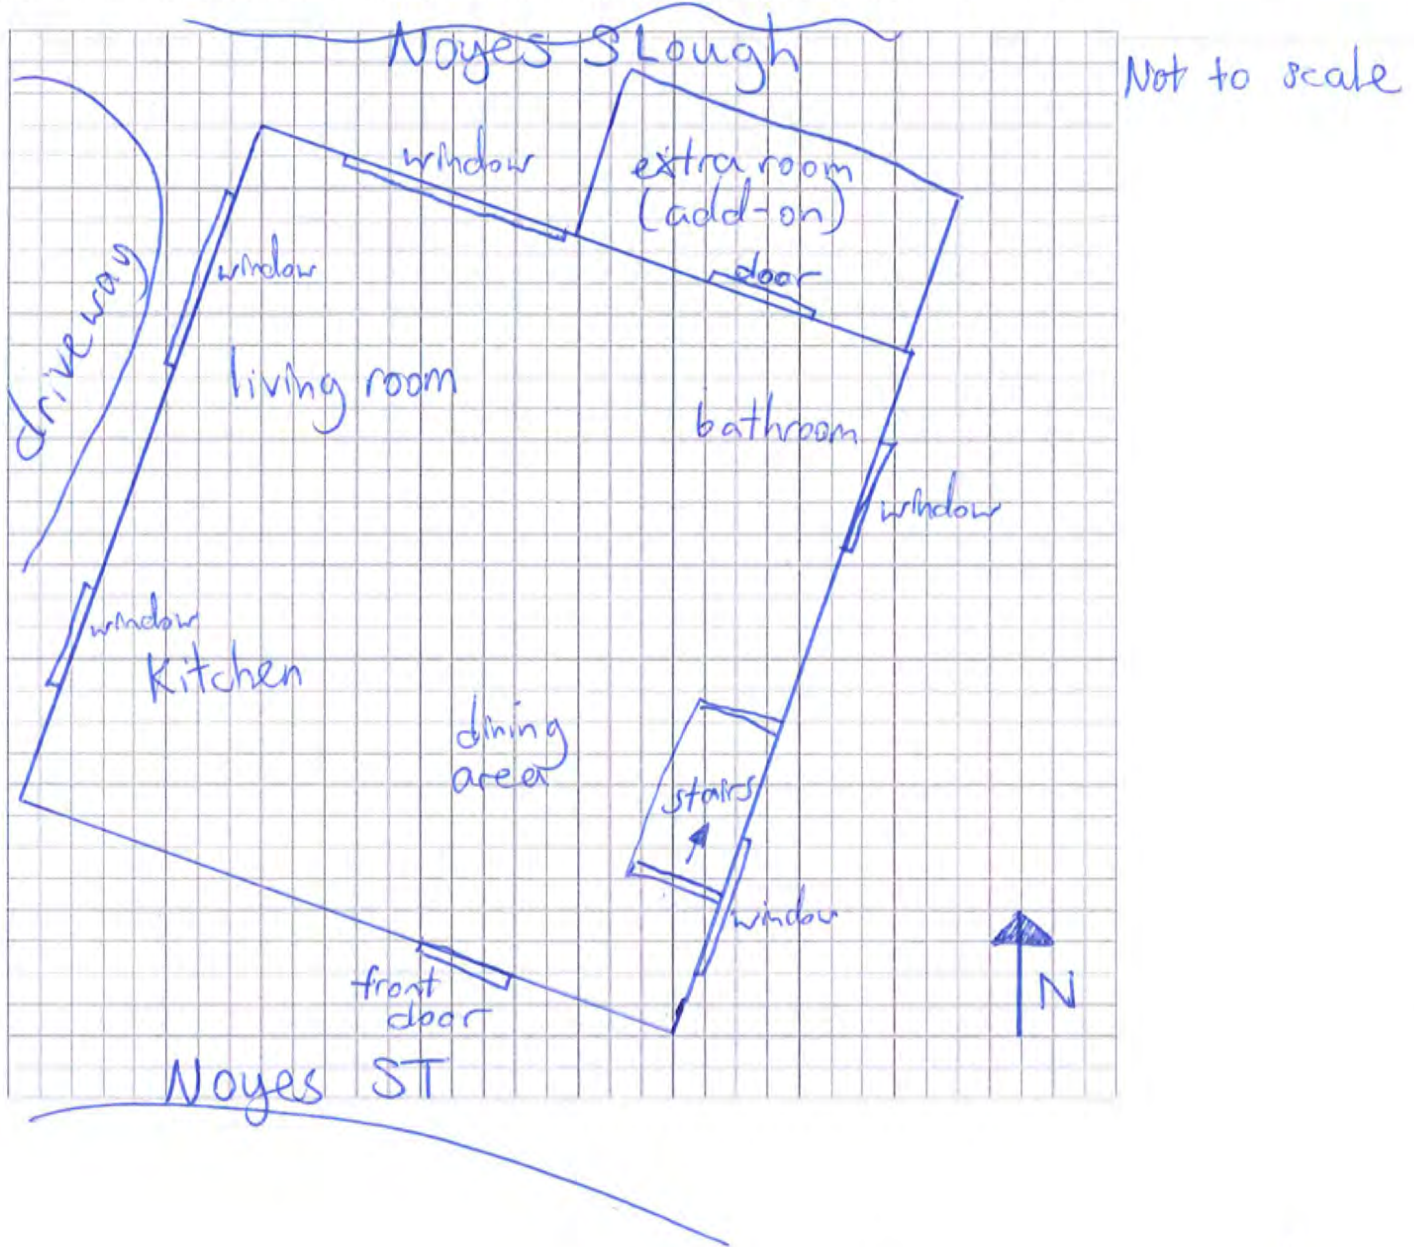 Noyes SLough
Not to scale
window
extra room
(add-on)
door
window
driveway
living room
bathroom
window
window
Kitchen
dining
area
stairs
window
front
door
N
Noyes ST